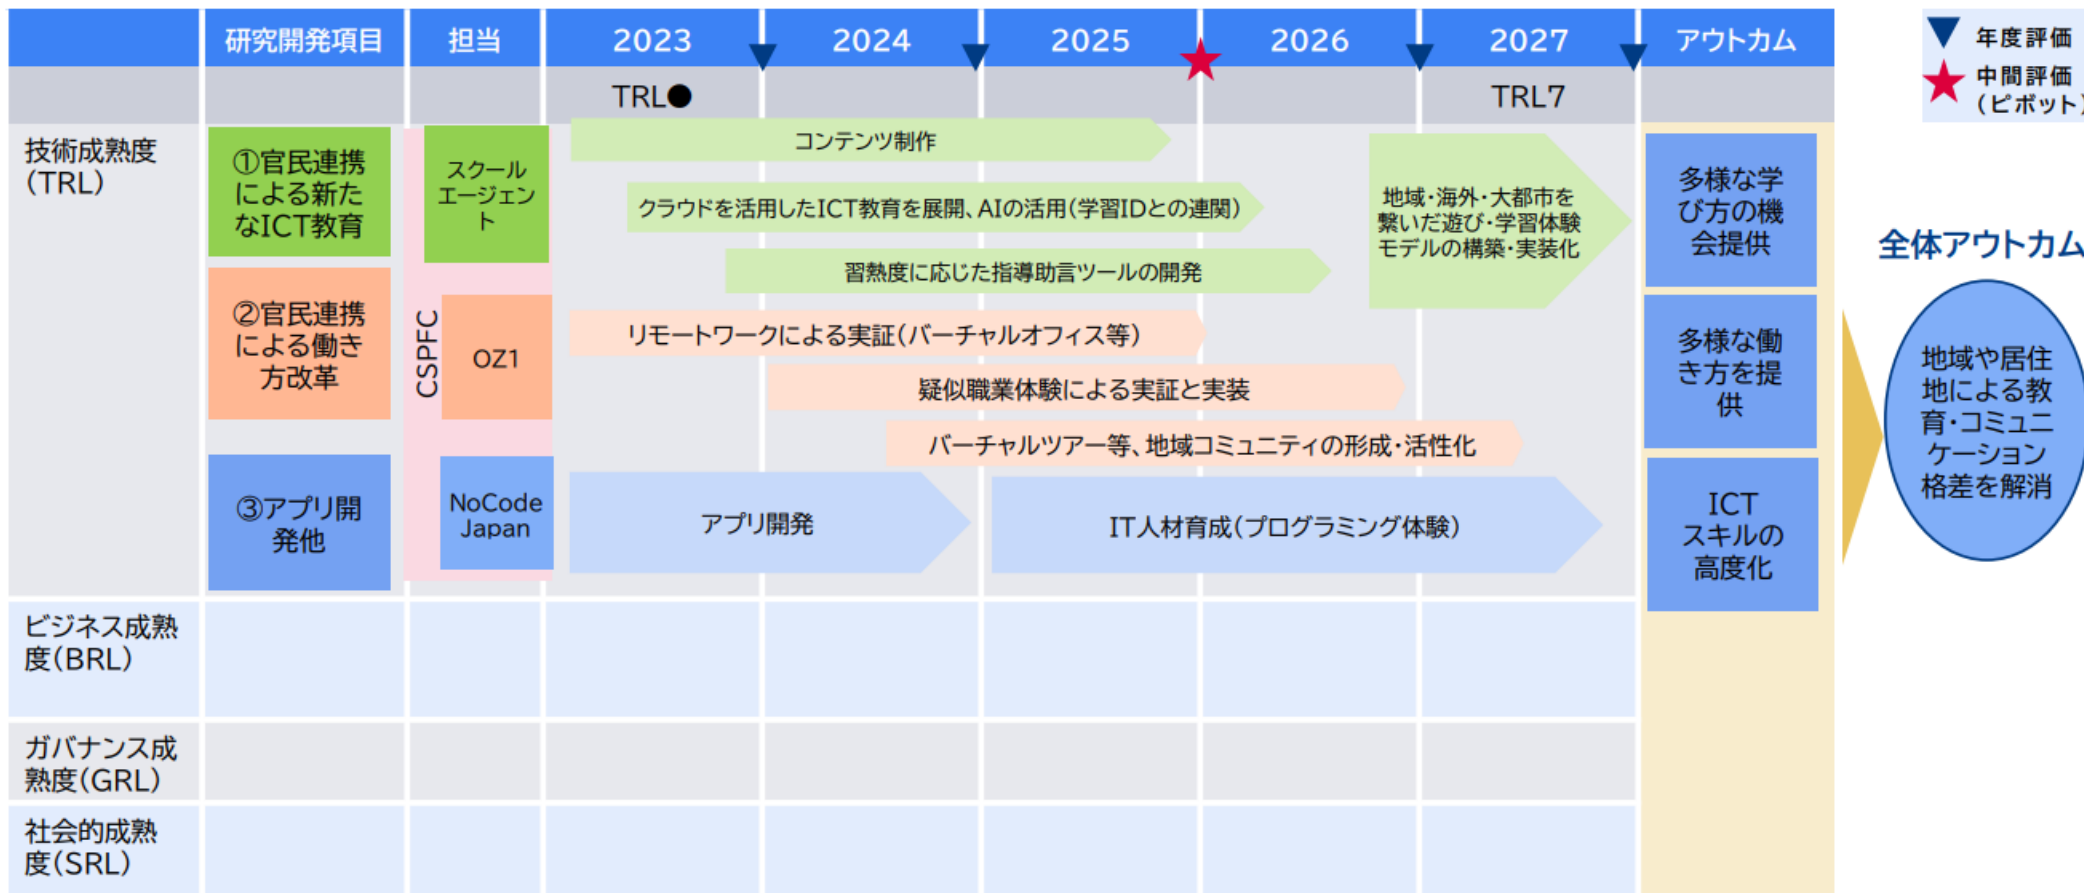 研究開発項目
担当
2023
2024
2025
2026
2027
アウトカム
年度評価
中間評価
(ピボット)
TRL●
TRL7
技術成熟度
(TRL)
①官民連携
による新た
なICT教育
スクール
エージェン
ト
コンテンツ制作
クラウドを活用したICT教育を展開、AIの活用(学習IDとの連関)
習熟度に応じた指導助言ツールの開発
地域・海外・大都市を
繋いだ遊び・学習体験
モデルの構築・実装化
多様な学
び方の機
会提供
②官民連携
による働き
方改革
CSPFC
OZ1
リモートワークによる実証(バーチャルオフィス等)
疑似職業体験による実証と実装
バーチャルツアー等、地域コミュニティの形成・活性化
多様な働
き方を提
供
③アプリ開
発他
NoCode
Japan
アプリ開発
IT人材育成(プログラミング体験)
ICT
スキルの
高度化
全体アウトカム
地域や居住
地による教
育・コミュニ
ケーション
格差を解消
ビジネス成熟
度(BRL)
ガバナンス成
熟度(GRL)
社会的成熟
度(SRL)